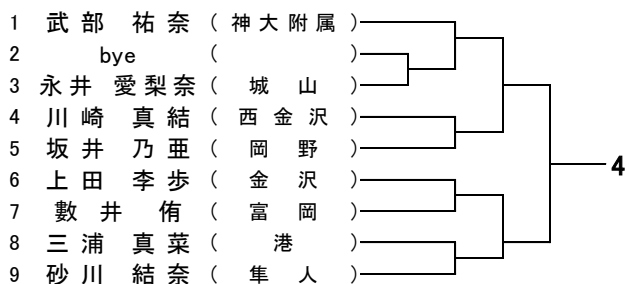 1 武部 祐奈 ( 神大附属 )
2 bye ( )
3 永井 愛梨奈 ( 城山 )
4 川崎 真結 ( 西金沢 )
5 坂井 乃亜 ( 岡野 )
6 上田 李歩 ( 金沢 )
7 數井 侑 ( 富岡 )
8 三浦 真菜 ( 港 )
9 砂川 結奈 ( 隼人 )
4